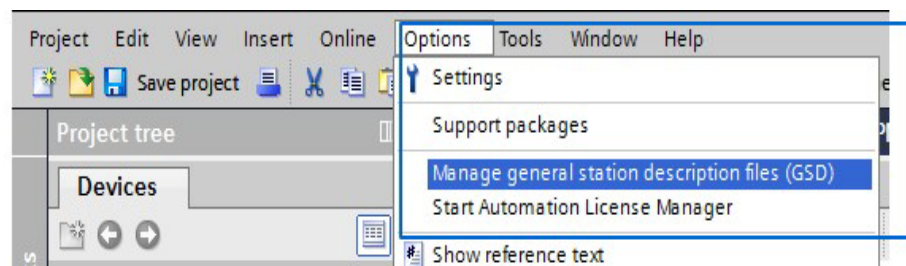 Project Edit View Insert Online Options Tools Window Help
Save project
Settings
Project tree
Support packages
Devices
Manage general station description files (GSD)
Start Automation License Manager
Show reference text